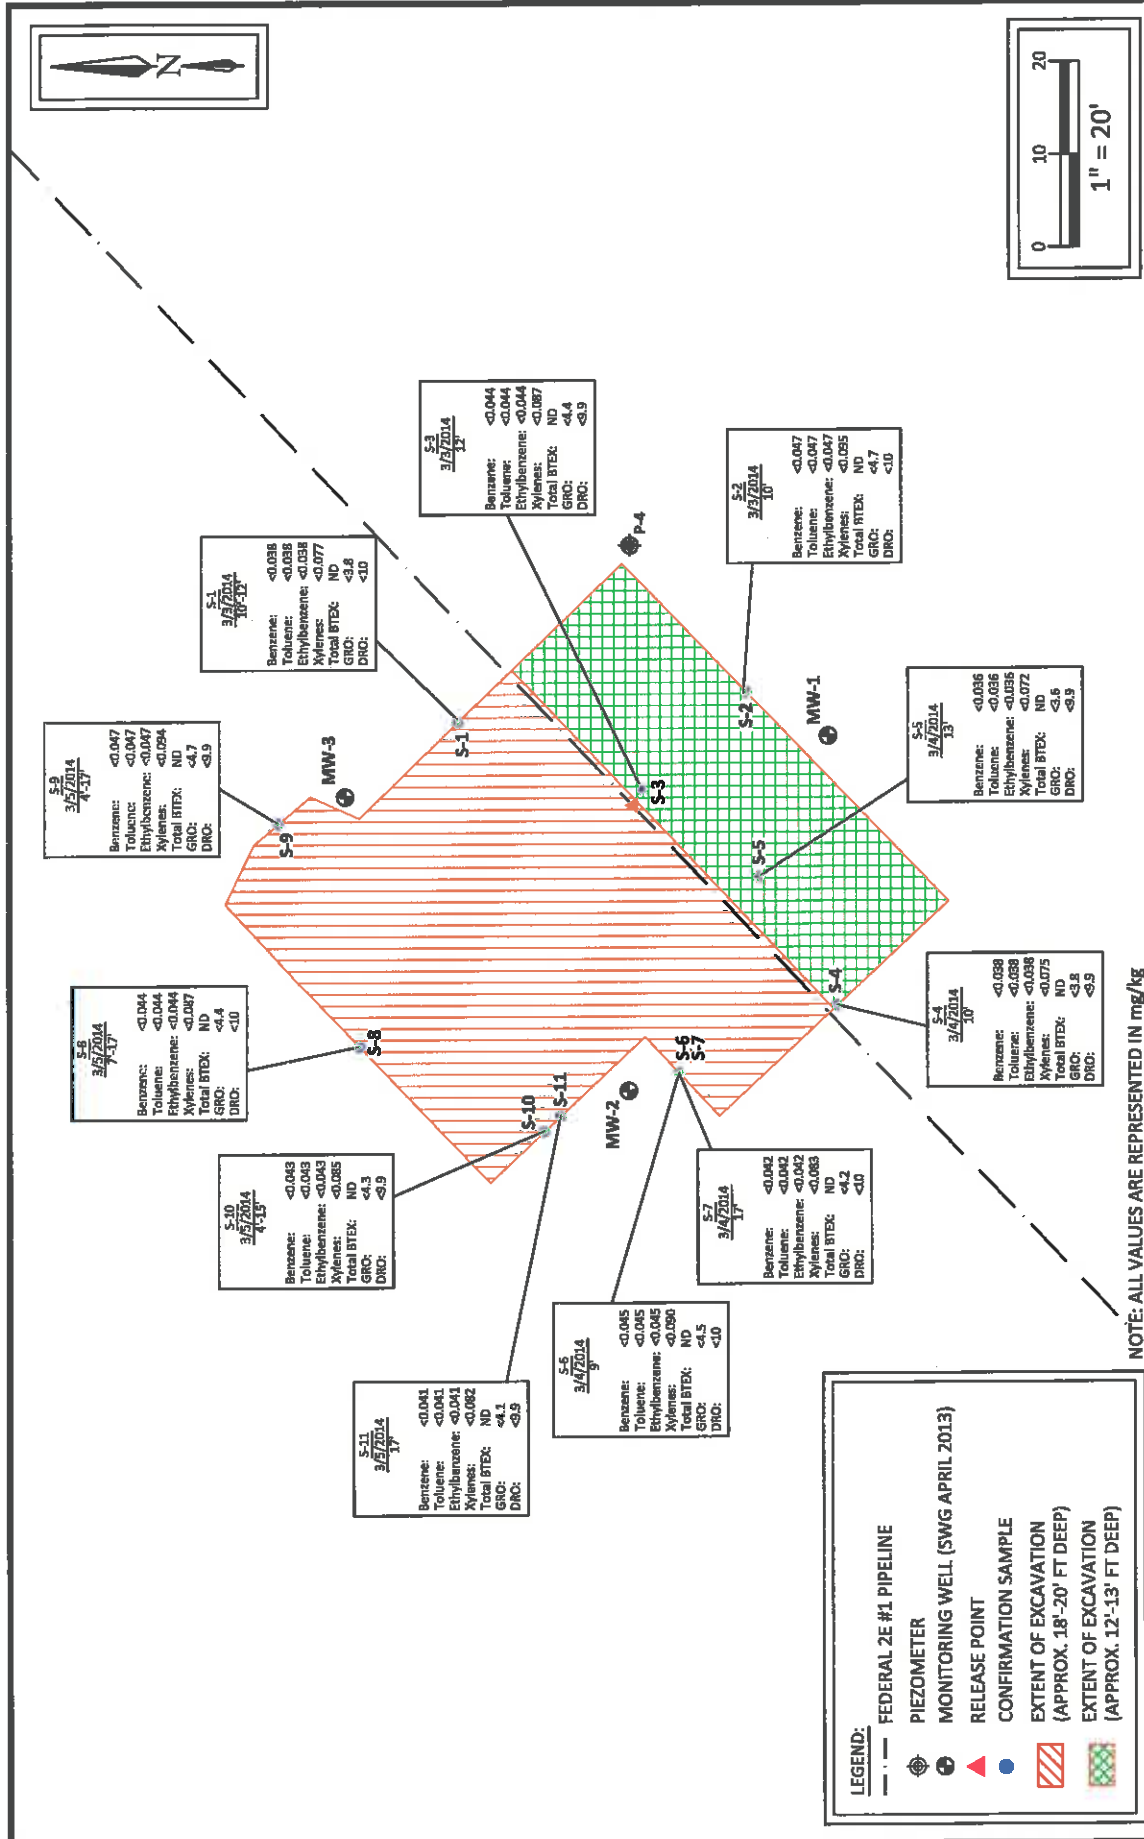 N
S-9
3/5/2014
4'-17'
Benzene: <0.047
Toluene: <0.047
Ethylbenzene: <0.047
Xylenes: <0.094
Total BTEX: ND
GRO: <4.7
DRO: <9.9
S-8
3/5/2014
7'-17'
Benzene: <0.044
Toluene: <0.044
Ethylbenzene: <0.044
Xylenes: <0.087
Total BTEX: ND
GRO: <4.4
DRO: <10
S-1
3/3/2014
10'-12'
Benzene: <0.038
Toluene: <0.038
Ethylbenzene: <0.038
Xylenes: <0.077
Total BTEX: ND
GRO: <3.8
DRO: <10
S-10
3/5/2014
4'-15'
Benzene: <0.043
Toluene: <0.043
Ethylbenzene: <0.043
Xylenes: <0.085
Total BTEX: ND
GRO: <4.3
DRO: <9.9
S-11
3/5/2014
17'
Benzene: <0.041
Toluene: <0.041
Ethylbenzene: <0.041
Xylenes: <0.082
Total BTEX: ND
GRO: <4.1
DRO: <9.9
S-3
3/3/2014
12'
Benzene: <0.044
Toluene: <0.044
Ethylbenzene: <0.044
Xylenes: <0.087
Total BTEX: ND
GRO: <4.4
DRO: <9.9
S-6
3/4/2014
9'
Benzene: <0.045
Toluene: <0.045
Ethylbenzene: <0.045
Xylenes: <0.090
Total BTEX: ND
GRO: <4.5
DRO: <10
S-7
3/4/2014
17'
Benzene: <0.042
Toluene: <0.042
Ethylbenzene: <0.042
Xylenes: <0.083
Total BTEX: ND
GRO: <4.2
DRO: <10
S-2
3/3/2014
10'
Benzene: <0.047
Toluene: <0.047
Ethylbenzene: <0.047
Xylenes: <0.095
Total BTEX: ND
GRO: <4.7
DRO: <10
S-5
3/4/2014
13'
Benzene: <0.036
Toluene: <0.036
Ethylbenzene: <0.036
Xylenes: <0.072
Total BTEX: ND
GRO: <3.6
DRO: <9.9
S-4
3/4/2014
10'
Benzene: <0.038
Toluene: <0.038
Ethylbenzene: <0.038
Xylenes: <0.075
Total BTEX: ND
GRO: <3.8
DRO: <9.9
S-9
MW-3
S-8
S-1
S-10
S-11
MW-2
P-4
S-3
S-6
S-7
S-2
S-5
MW-1
S-4
LEGEND:
FEDERAL 2E #1 PIPELINE
PIEZOMETER
MONITORING WELL (SWG APRIL 2013)
RELEASE POINT
CONFIRMATION SAMPLE
EXTENT OF EXCAVATION
(APPROX. 18'-20' FT DEEP)
EXTENT OF EXCAVATION
(APPROX. 12'-13' FT DEEP)
NOTE: ALL VALUES ARE REPRESENTED IN mg/kg
0 10 20
1" = 20'